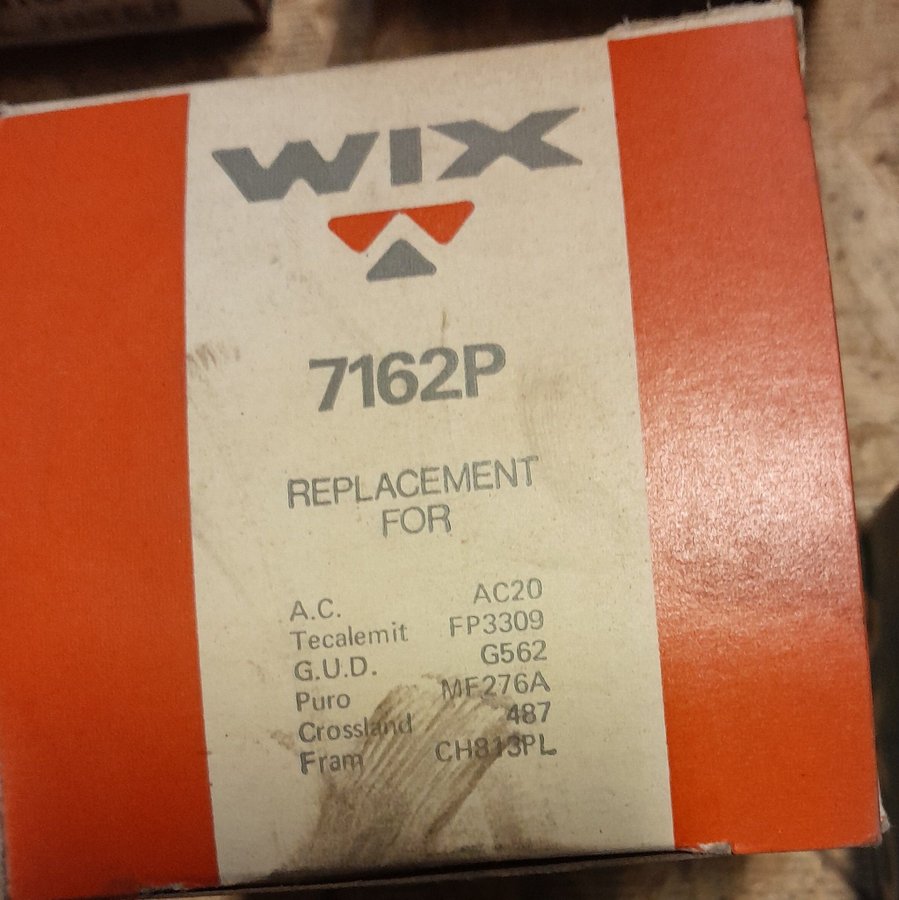 WIX
7162P
REPLACEMENT
FOR
A.C. AC20
Tecalemit FP3309
G.U.D. G562
Puro MF276A
Crossland 487
Fram CH813PL